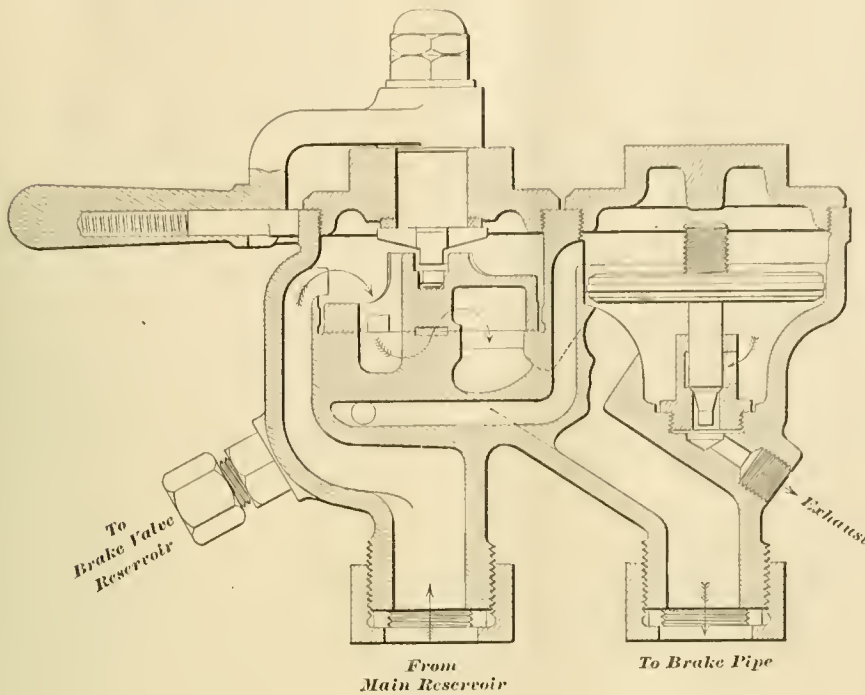 To
Brake Valve
Reservoir
Exhaust
From
Main Reservoir
To Brake Pipe